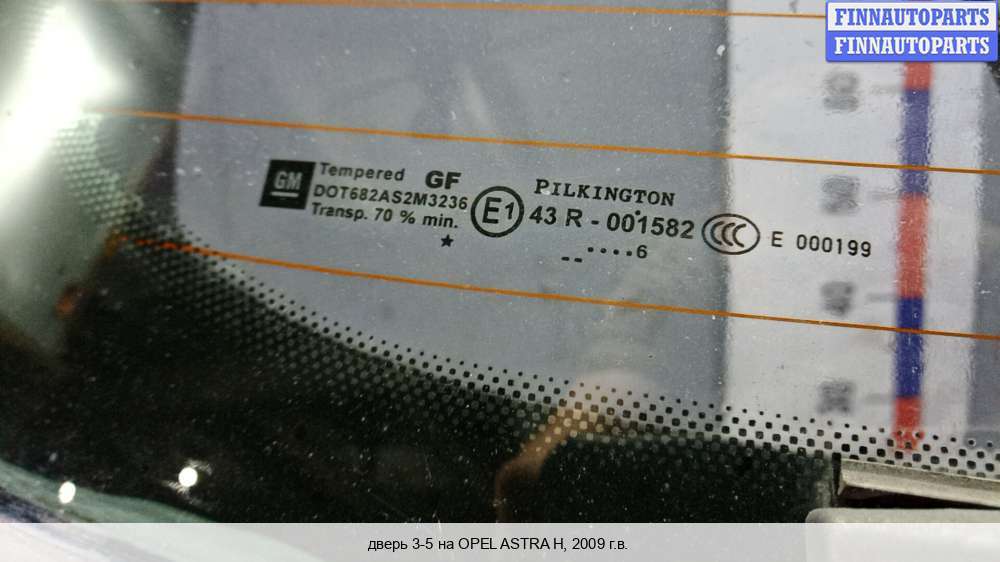 FINNAUTOPARTS
FINNAUTOPARTS
GM
Tempered GF
DOT682AS2M3236
Transp. 70 % min.
E1
PILKINGTON
43 R - 001582
CCC
E 000199
-- ····6
дверь 3-5 на OPEL ASTRA H, 2009 г.в.